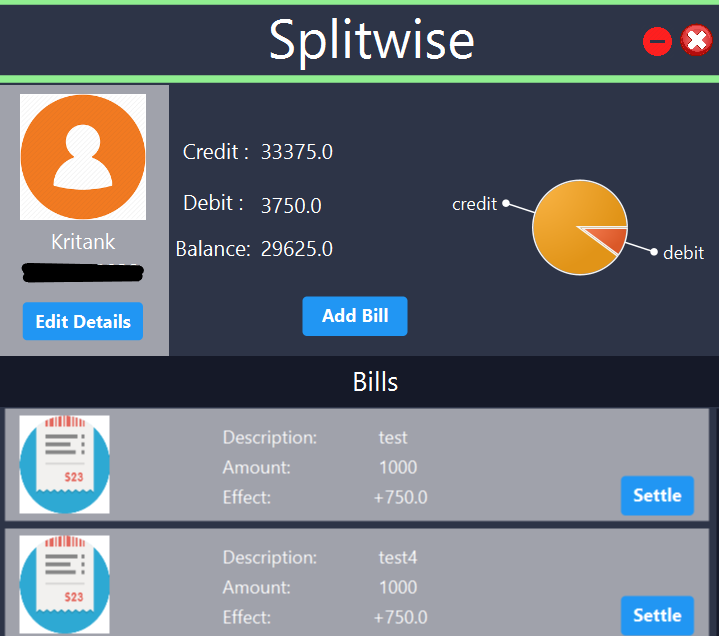 Splitwise
Kritank
Edit Details
Credit : 33375.0
Debit : 3750.0
Balance: 29625.0
credit
debit
Add Bill
Bills
$23
Description: test
Amount: 1000
Effect: +750.0
Settle
$23
Description: test4
Amount: 1000
Effect: +750.0
Settle